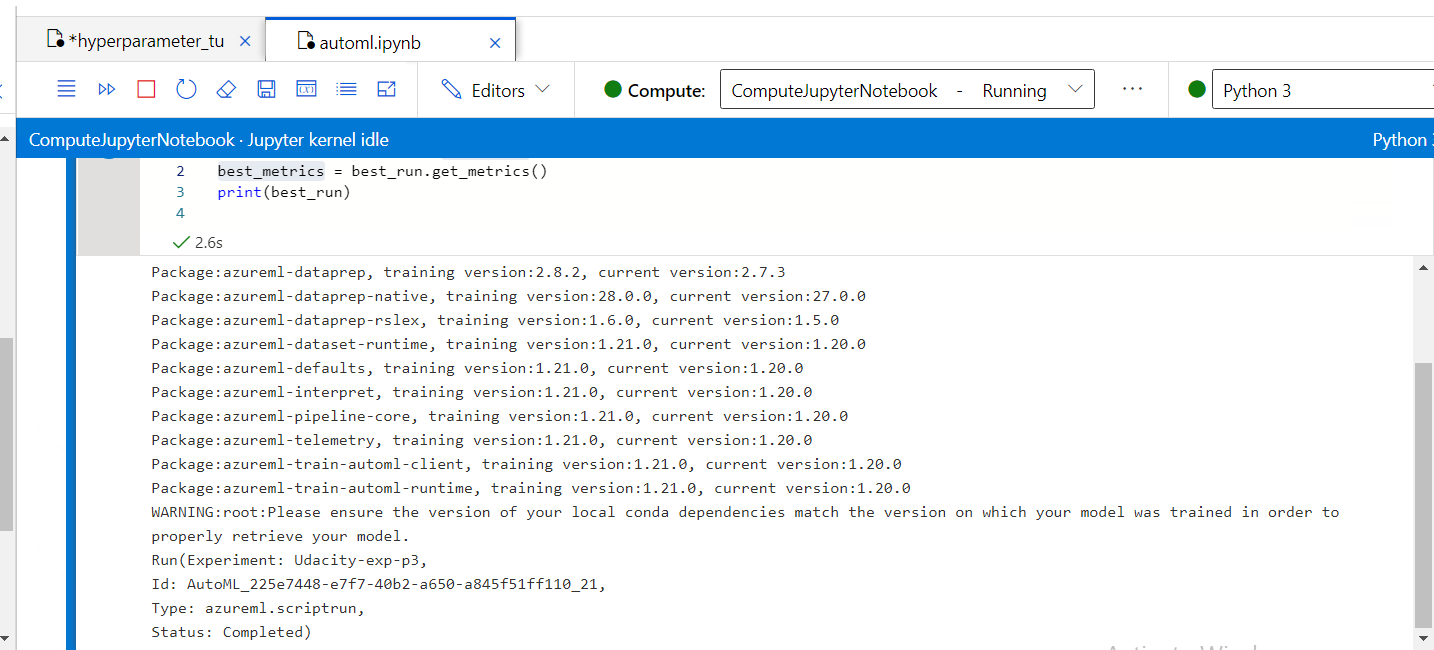 *hyperparameter_tu
automl.ipynb
Editors
Compute:
ComputeJupyterNotebook - Running
Python 3
ComputeJupyterNotebook · Jupyter kernel idle
Python
2 best_metrics = best_run.get_metrics()
3 print(best_run)
4
2.6s
Package:azureml-dataprep, training version:2.8.2, current version:2.7.3
Package:azureml-dataprep-native, training version:28.0.0, current version:27.0.0
Package:azureml-dataprep-rslex, training version:1.6.0, current version:1.5.0
Package:azureml-dataset-runtime, training version:1.21.0, current version:1.20.0
Package:azureml-defaults, training version:1.21.0, current version:1.20.0
Package:azureml-interpret, training version:1.21.0, current version:1.20.0
Package:azureml-pipeline-core, training version:1.21.0, current version:1.20.0
Package:azureml-telemetry, training version:1.21.0, current version:1.20.0
Package:azureml-train-automl-client, training version:1.21.0, current version:1.20.0
Package:azureml-train-automl-runtime, training version:1.21.0, current version:1.20.0
WARNING:root:Please ensure the version of your local conda dependencies match the version on which your model was trained in order to
properly retrieve your model.
Run(Experiment: Udacity-exp-p3,
Id: AutoML_225e7448-e7f7-40b2-a650-a845f51ff110_21,
Type: azureml.scriptrun,
Status: Completed)